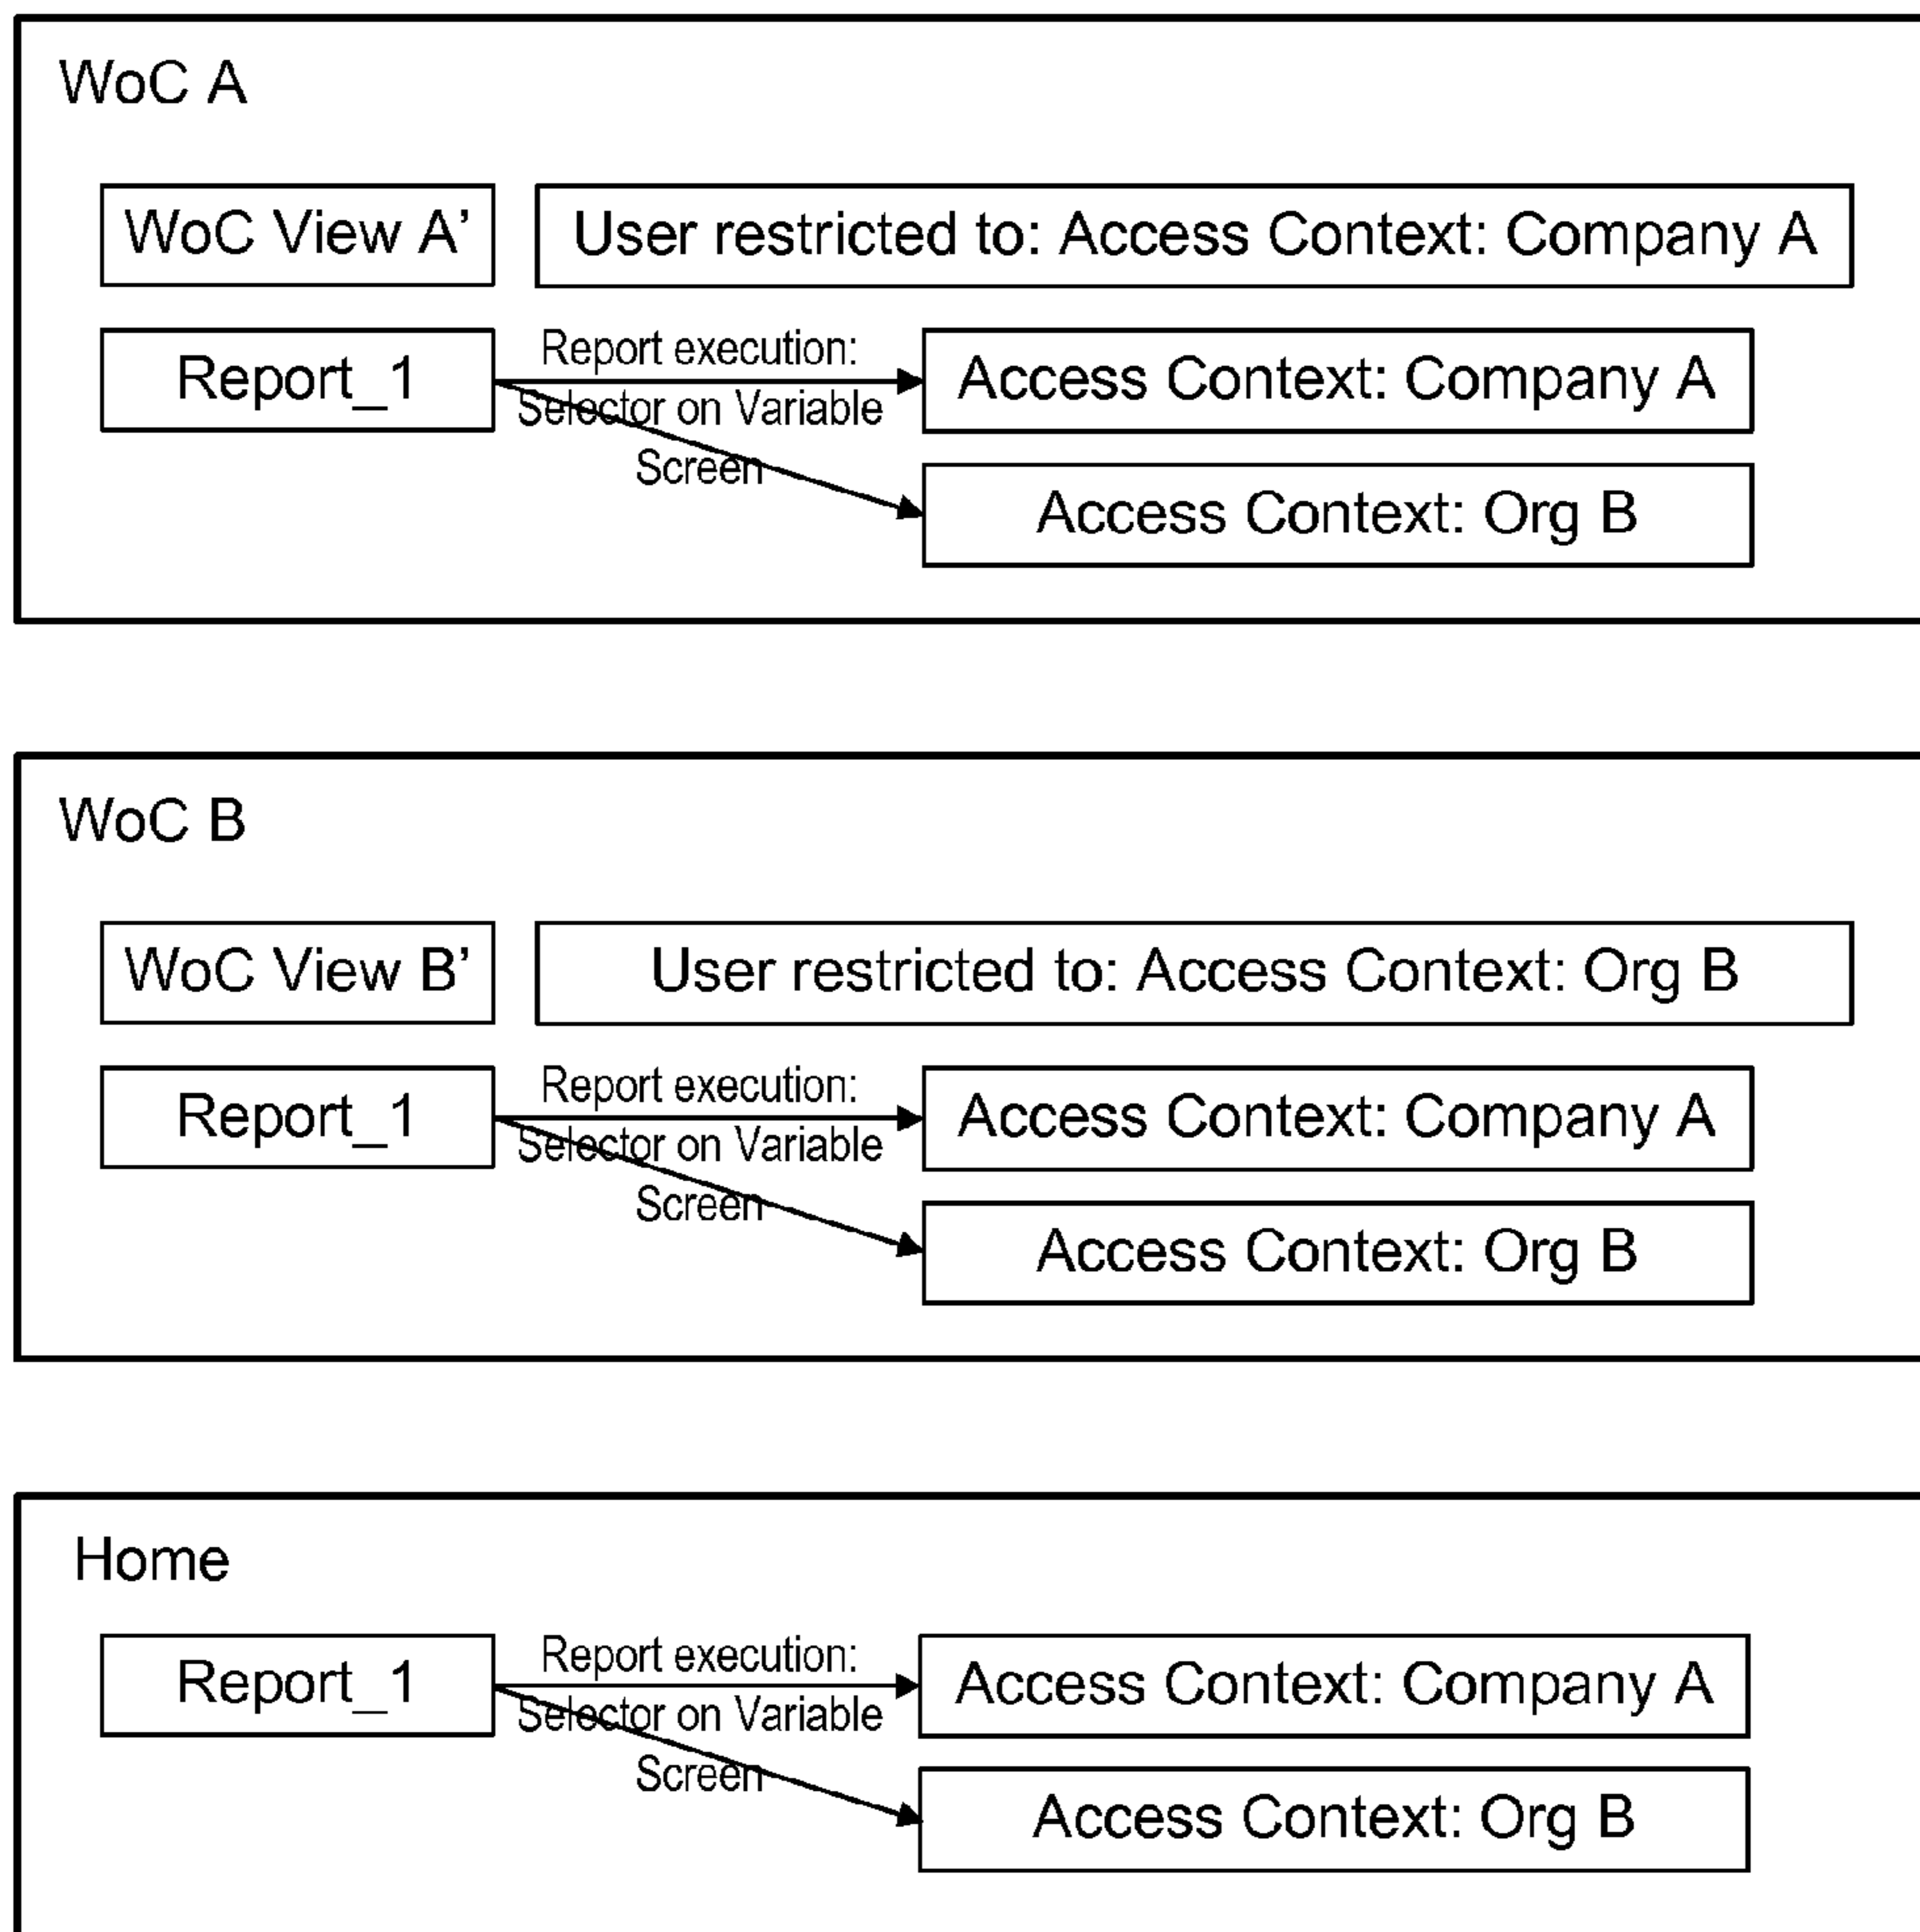 WoC A
WoC View A’
User restricted to: Access Context: Company A
Report_1
Report execution:
Selector on Variable
Screen
Access Context: Company A
Access Context: Org B
WoC B
WoC View B’
User restricted to: Access Context: Org B
Report_1
Report execution:
Selector on Variable
Screen
Access Context: Company A
Access Context: Org B
Home
Report_1
Report execution:
Selector on Variable
Screen
Access Context: Company A
Access Context: Org B